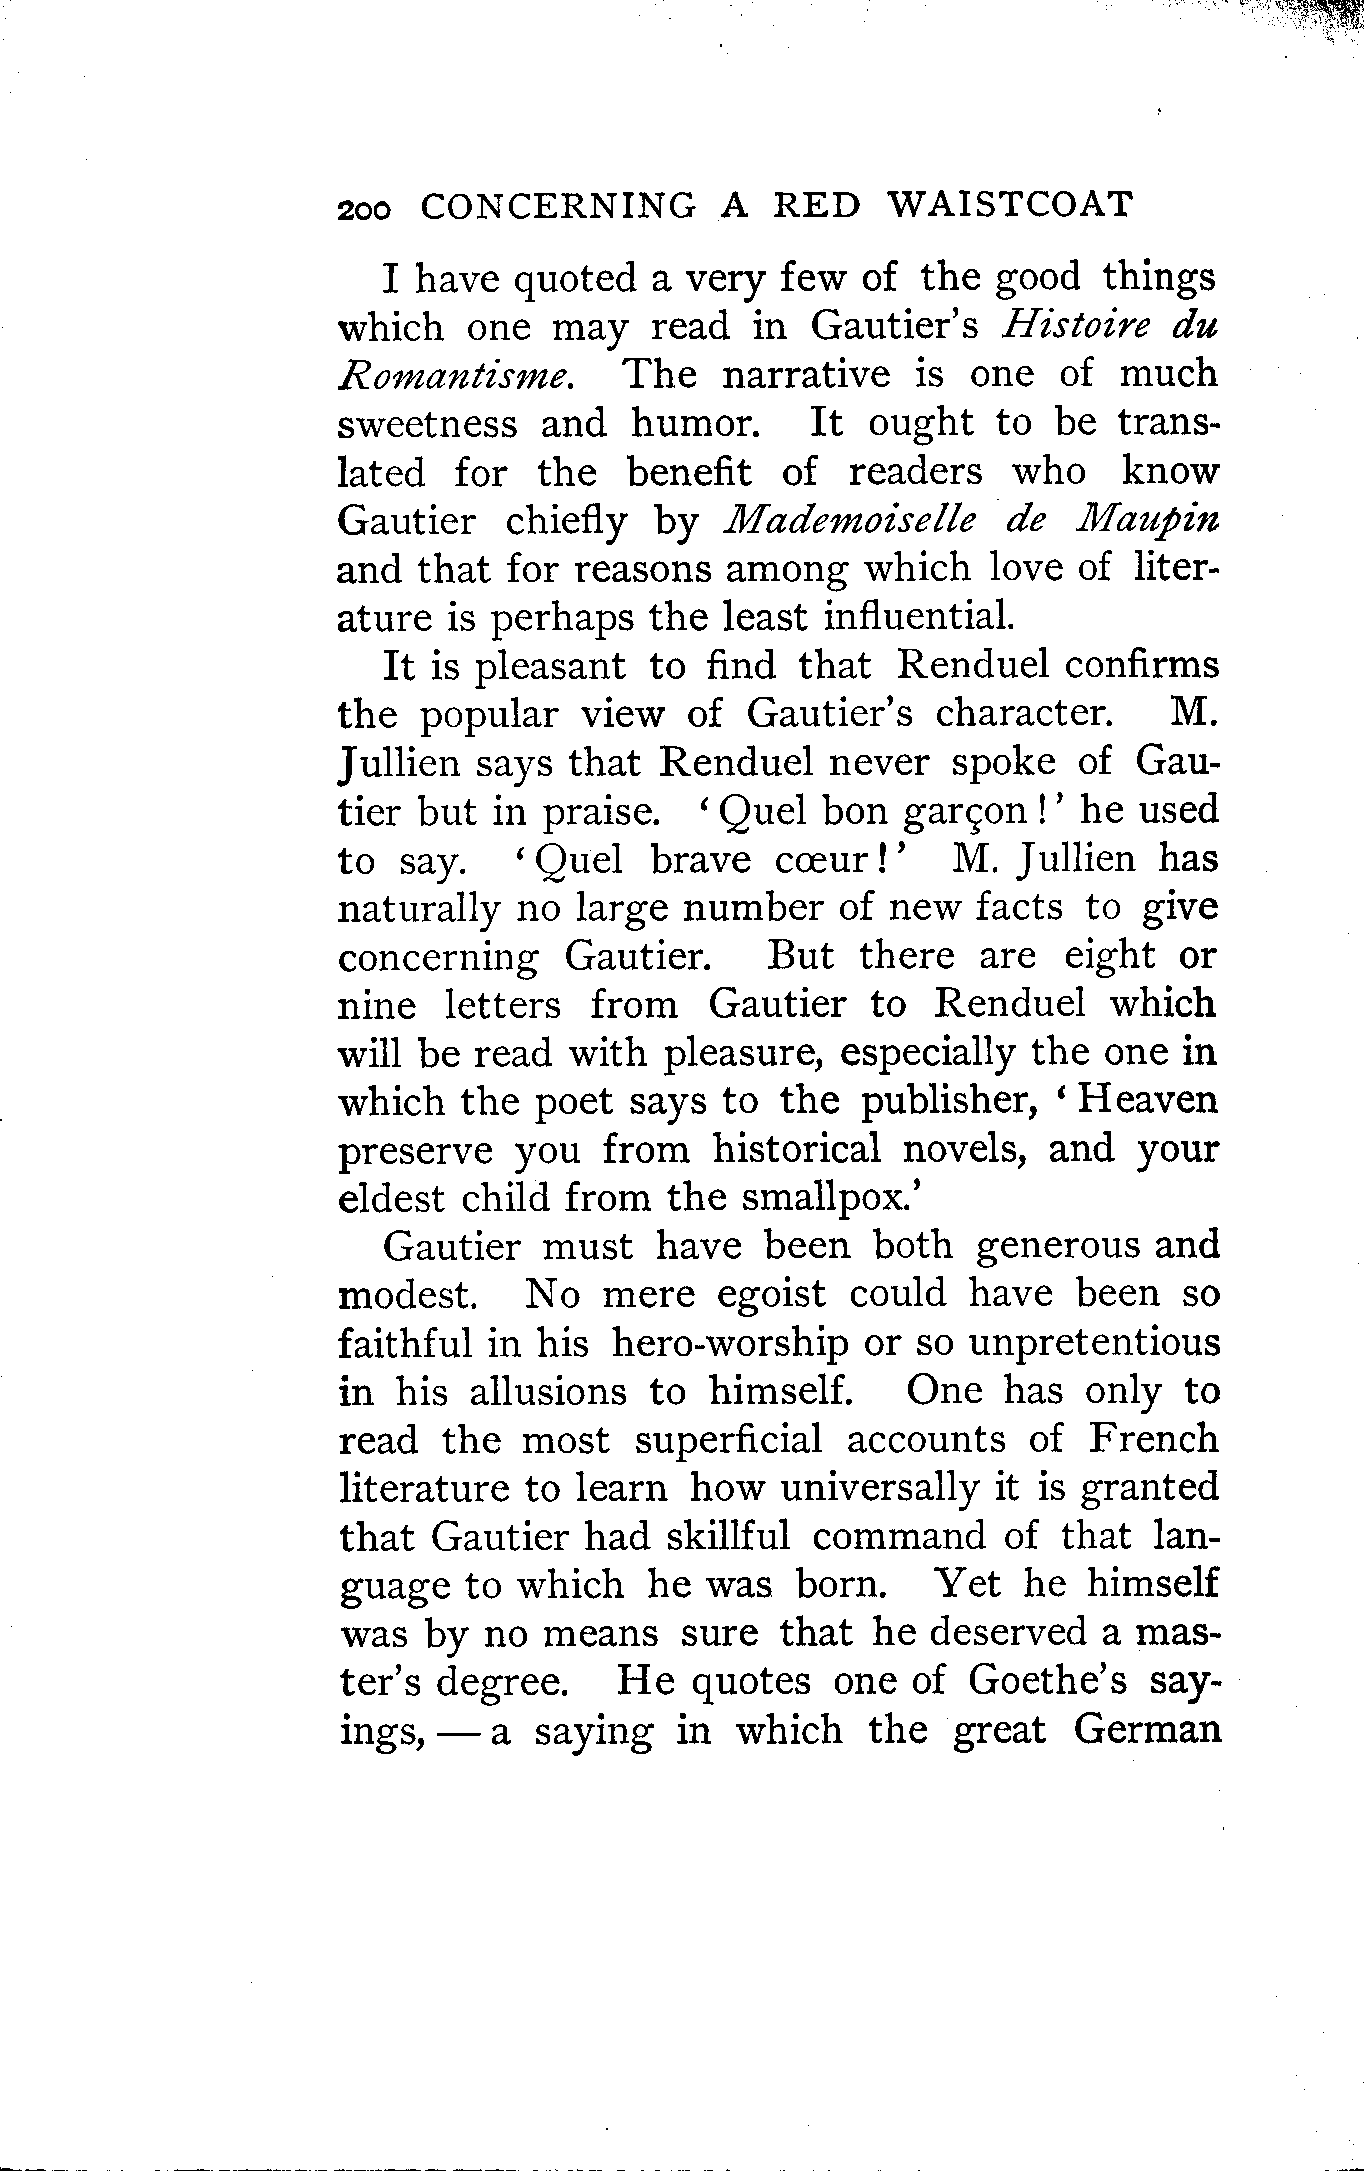 200 CONCERNING A RED WAISTCOAT
I have quoted a very few of the good things
which one may read in Gautier's Histoire du
Romantisme. The narrative is one of much
sweetness and humor. It ought to be trans-
lated for the benefit of readers who know
Gautier chiefly by Mademoiselle de Maupin
and that for reasons among which love of liter-
ature is perhaps the least influential.
It is pleasant to find that Renduel confirms
the popular view of Gautier's character. M.
Jullien says that Renduel never spoke of Gau-
tier but in praise. ‘Quel bon garçon!’ he used
to say. ‘Quel brave cœur!’ M. Jullien has
naturally no large number of new facts to give
concerning Gautier. But there are eight or
nine letters from Gautier to Renduel which
will be read with pleasure, especially the one in
which the poet says to the publisher, ‘Heaven
preserve you from historical novels, and your
eldest child from the smallpox.’
Gautier must have been both generous and
modest. No mere egoist could have been so
faithful in his hero-worship or so unpretentious
in his allusions to himself. One has only to
read the most superficial accounts of French
literature to learn how universally it is granted
that Gautier had skillful command of that lan-
guage to which he was born. Yet he himself
was by no means sure that he deserved a mas-
ter's degree. He quotes one of Goethe's say-
ings, — a saying in which the great German